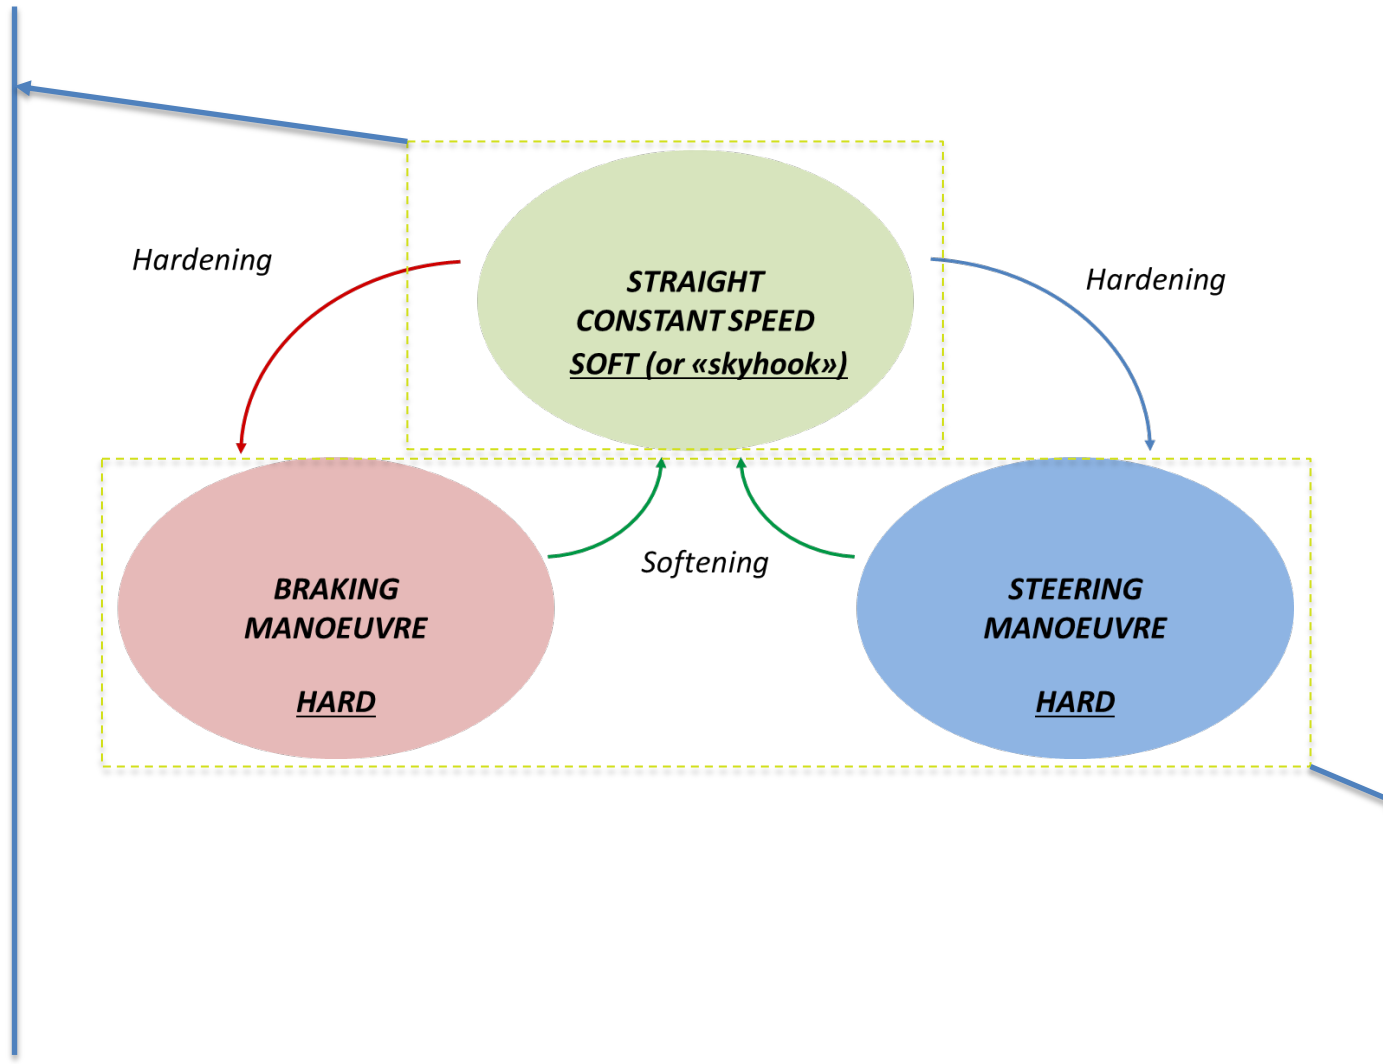 Hardening
Hardening
STRAIGHT
CONSTANT SPEED
SOFT (or «skyhook»)
Softening
BRAKING
MANOEUVRE
HARD
STEERING
MANOEUVRE
HARD